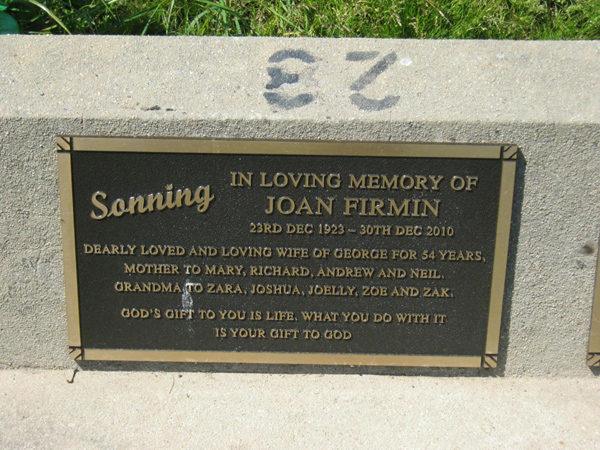 23
Sonning
IN LOVING MEMORY OF
JOAN FIRMIN
23RD DEC 1923 - 30TH DEC 2010
DEARLY LOVED AND LOVING WIFE OF GEORGE FOR 54 YEARS,
MOTHER TO MARY, RICHARD, ANDREW AND NEIL.
GRANDMA TO ZARA, JOSHUA, JOELLY, ZOE AND ZAK.
GOD'S GIFT TO YOU IS LIFE. WHAT YOU DO WITH IT
IS YOUR GIFT TO GOD